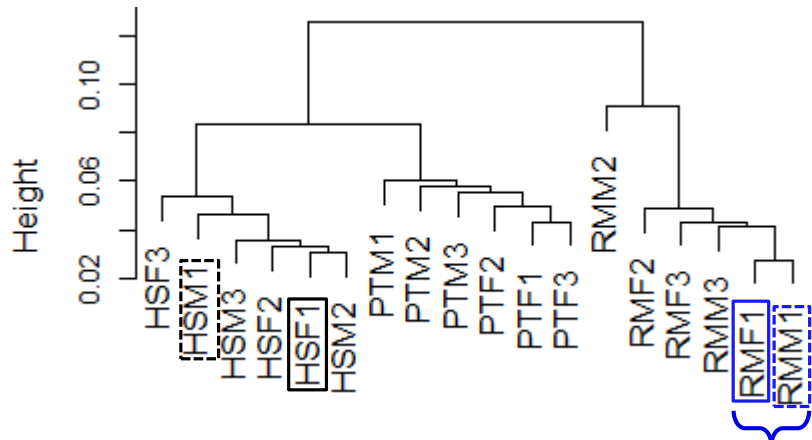 Height
0.10
0.06
0.02
HSF3
HSM1
HSM3
HSF2
HSF1
HSM2
PTM1
PTM2
PTM3
PTF2
PTF1
PTF3
RMM2
RMF2
RMF3
RMM3
RMF1
RMM1